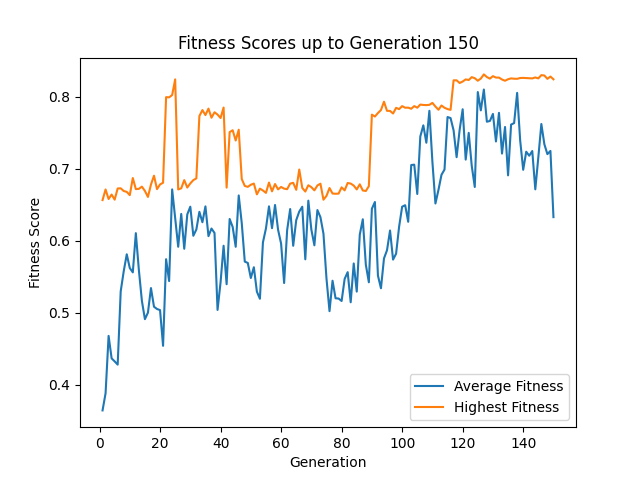 Fitness Scores up to Generation 150
Fitness Score
0.8
0.7
0.6
0.5
0.4
0 20 40 60 80 100 120 140
Generation
Average Fitness
Highest Fitness